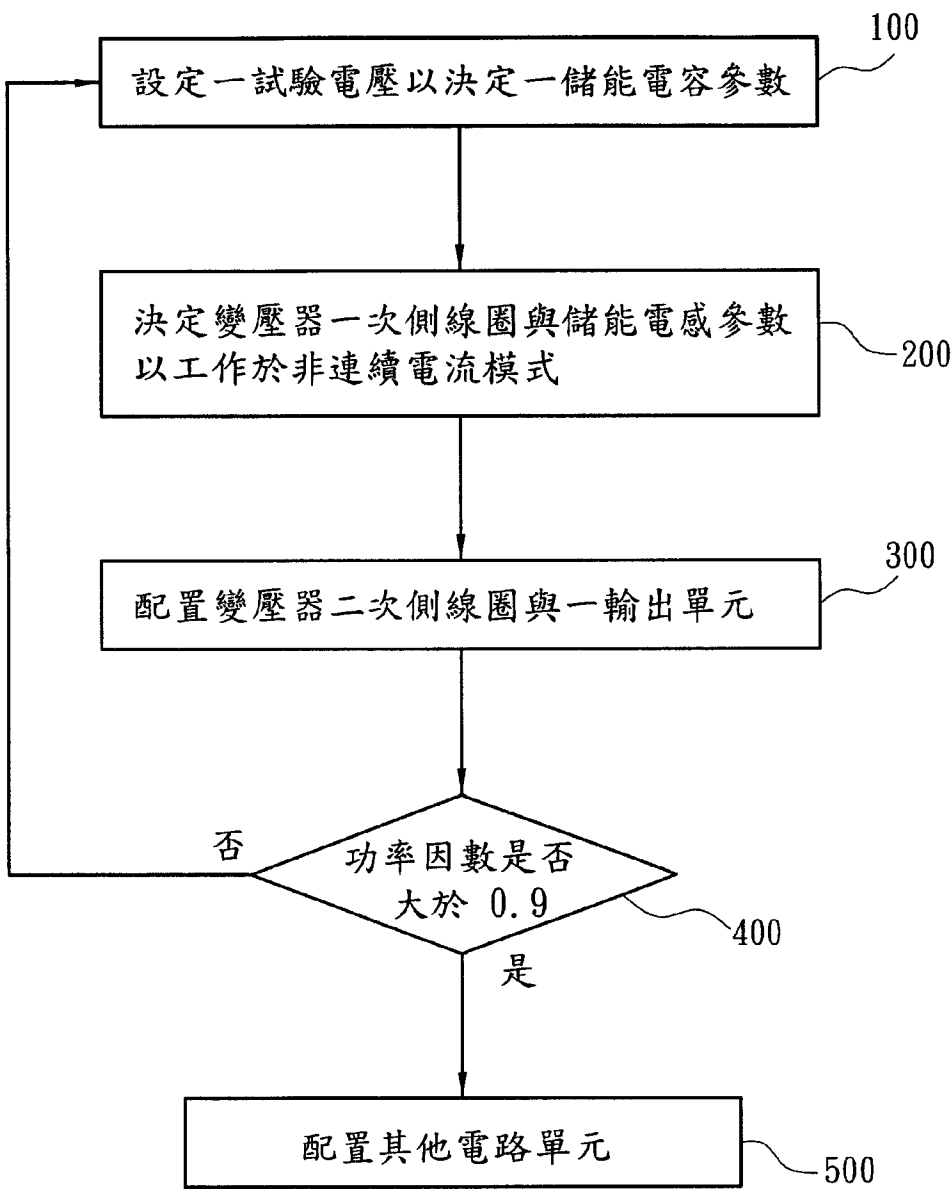 100
設定一試驗電壓以決定一儲能電容參數
決定變壓器一次側線圈與儲能電感參數
以工作於非連續電流模式
200
300
配置變壓器二次側線圈與一輸出單元
否
功率因數是否
大於 0.9
400
是
配置其他電路單元
500